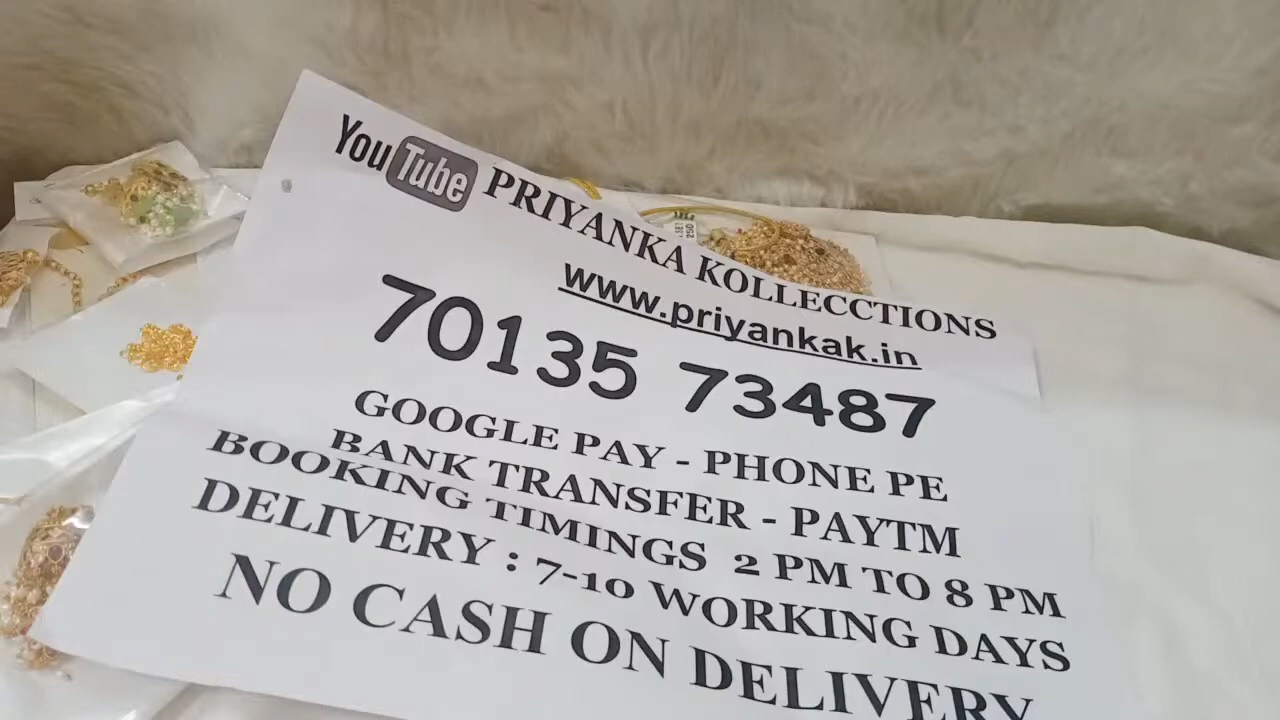 YouTube PRIYANKA KOLLECCTIONS
www.priyankak.in
70135 73487
GOOGLE PAY - PHONE PE
BANK TRANSFER - PAYTM
BOOKING TIMINGS 2 PM TO 8 PM
DELIVERY : 7-10 WORKING DAYS
NO CASH ON DELIVERY